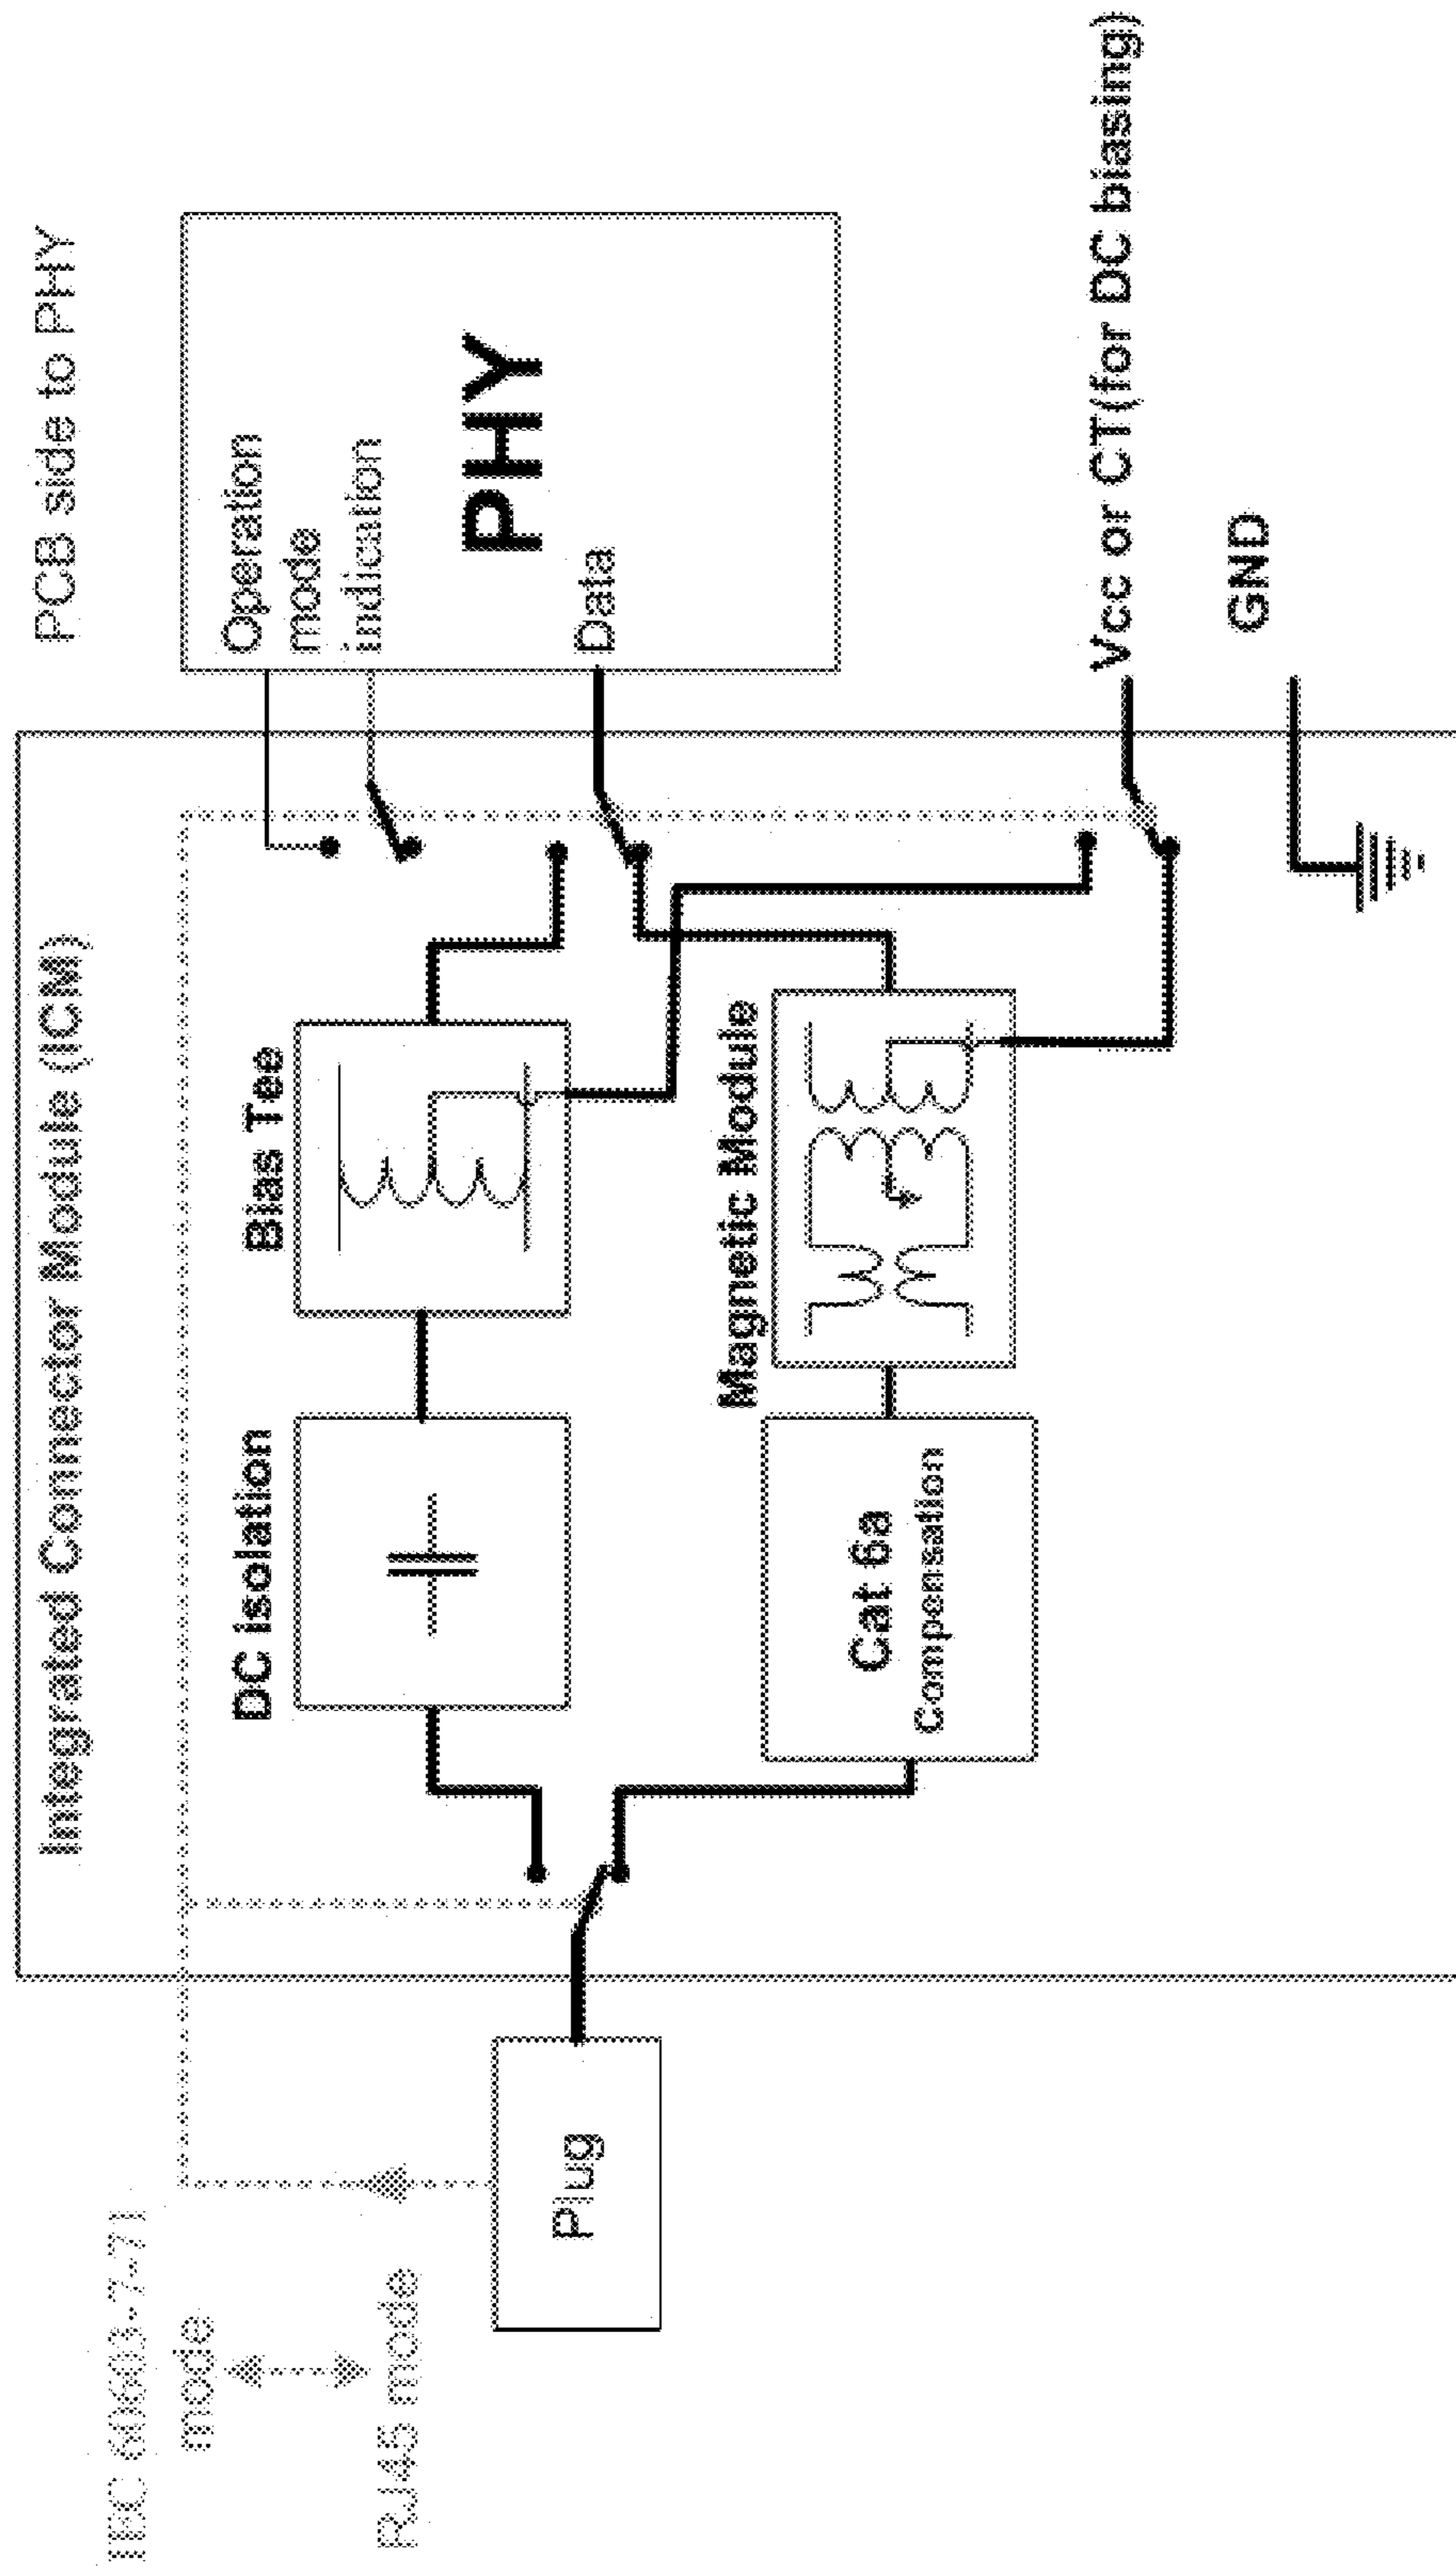 IEC 60603-7-71
mode
RJ45 mode
Plug
Integrated Connector Module (ICM)
DC isolation
Bias Tee
Cat 6a
Compensation
Magnetic Module
PCB side to PHY
Operation
mode
indication
PHY
Data
Vcc or CT(for DC biasing)
GND